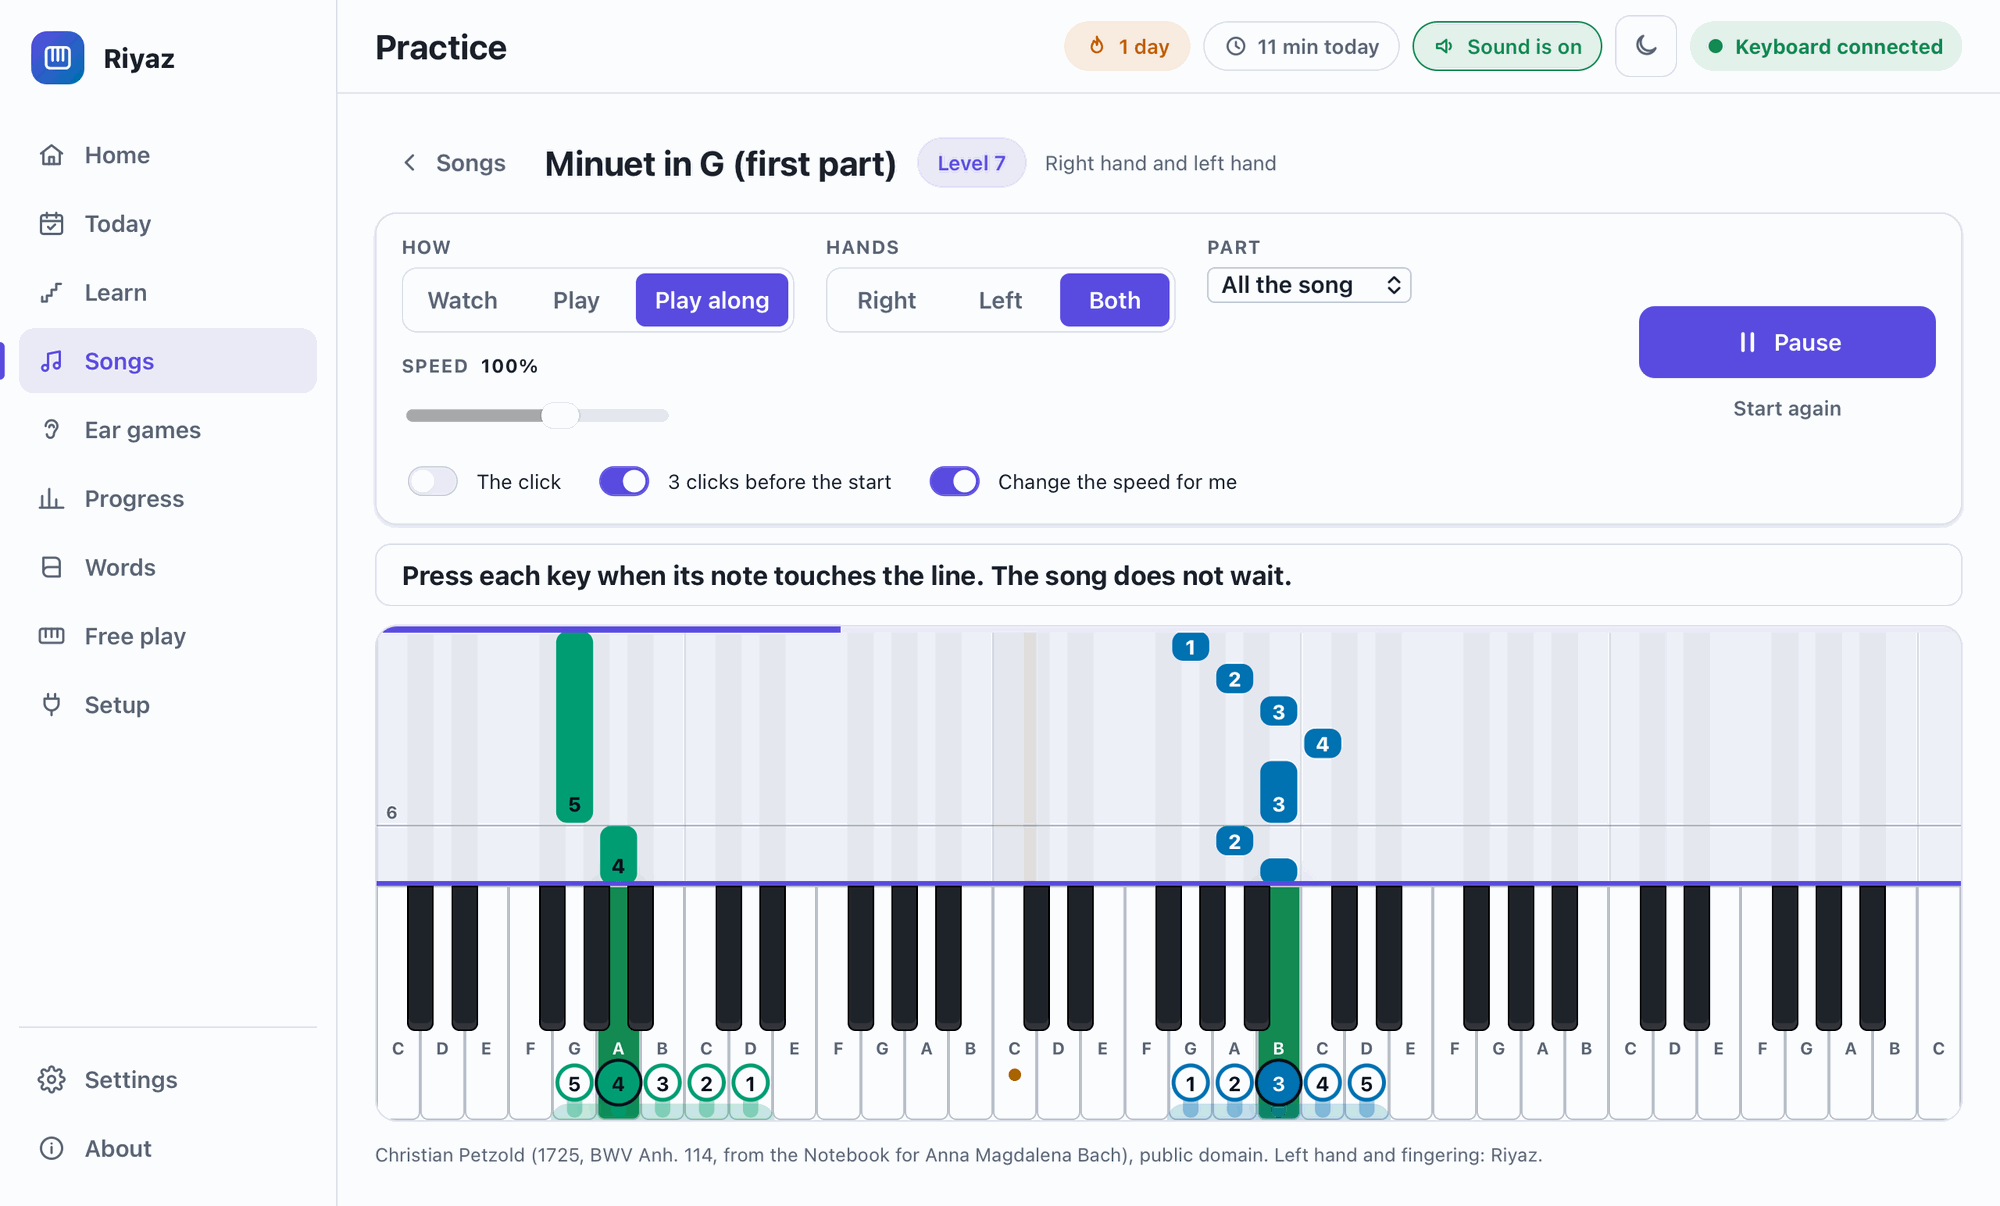 Riyaz
Home
Today
Learn
Songs
Ear games
Progress
Words
Free play
Setup
Settings
About
Practice
1 day
11 min today
Sound is on
Keyboard connected
Songs
Minuet in G (first part)
Level 7
Right hand and left hand
HOW
Watch Play Play along
HANDS
Right Left Both
PART
All the song
SPEED 100%
Pause
Start again
The click
3 clicks before the start
Change the speed for me
Press each key when its note touches the line. The song does not wait.
1
2
3
4
5 3
6
2
4
C D E F G A B C D E F G A B C D E F G A B C D E F G A B C D E F G A B C
5 4 3 2 1 1 2 3 4 5
Christian Petzold (1725, BWV Anh. 114, from the Notebook for Anna Magdalena Bach), public domain. Left hand and fingering: Riyaz.